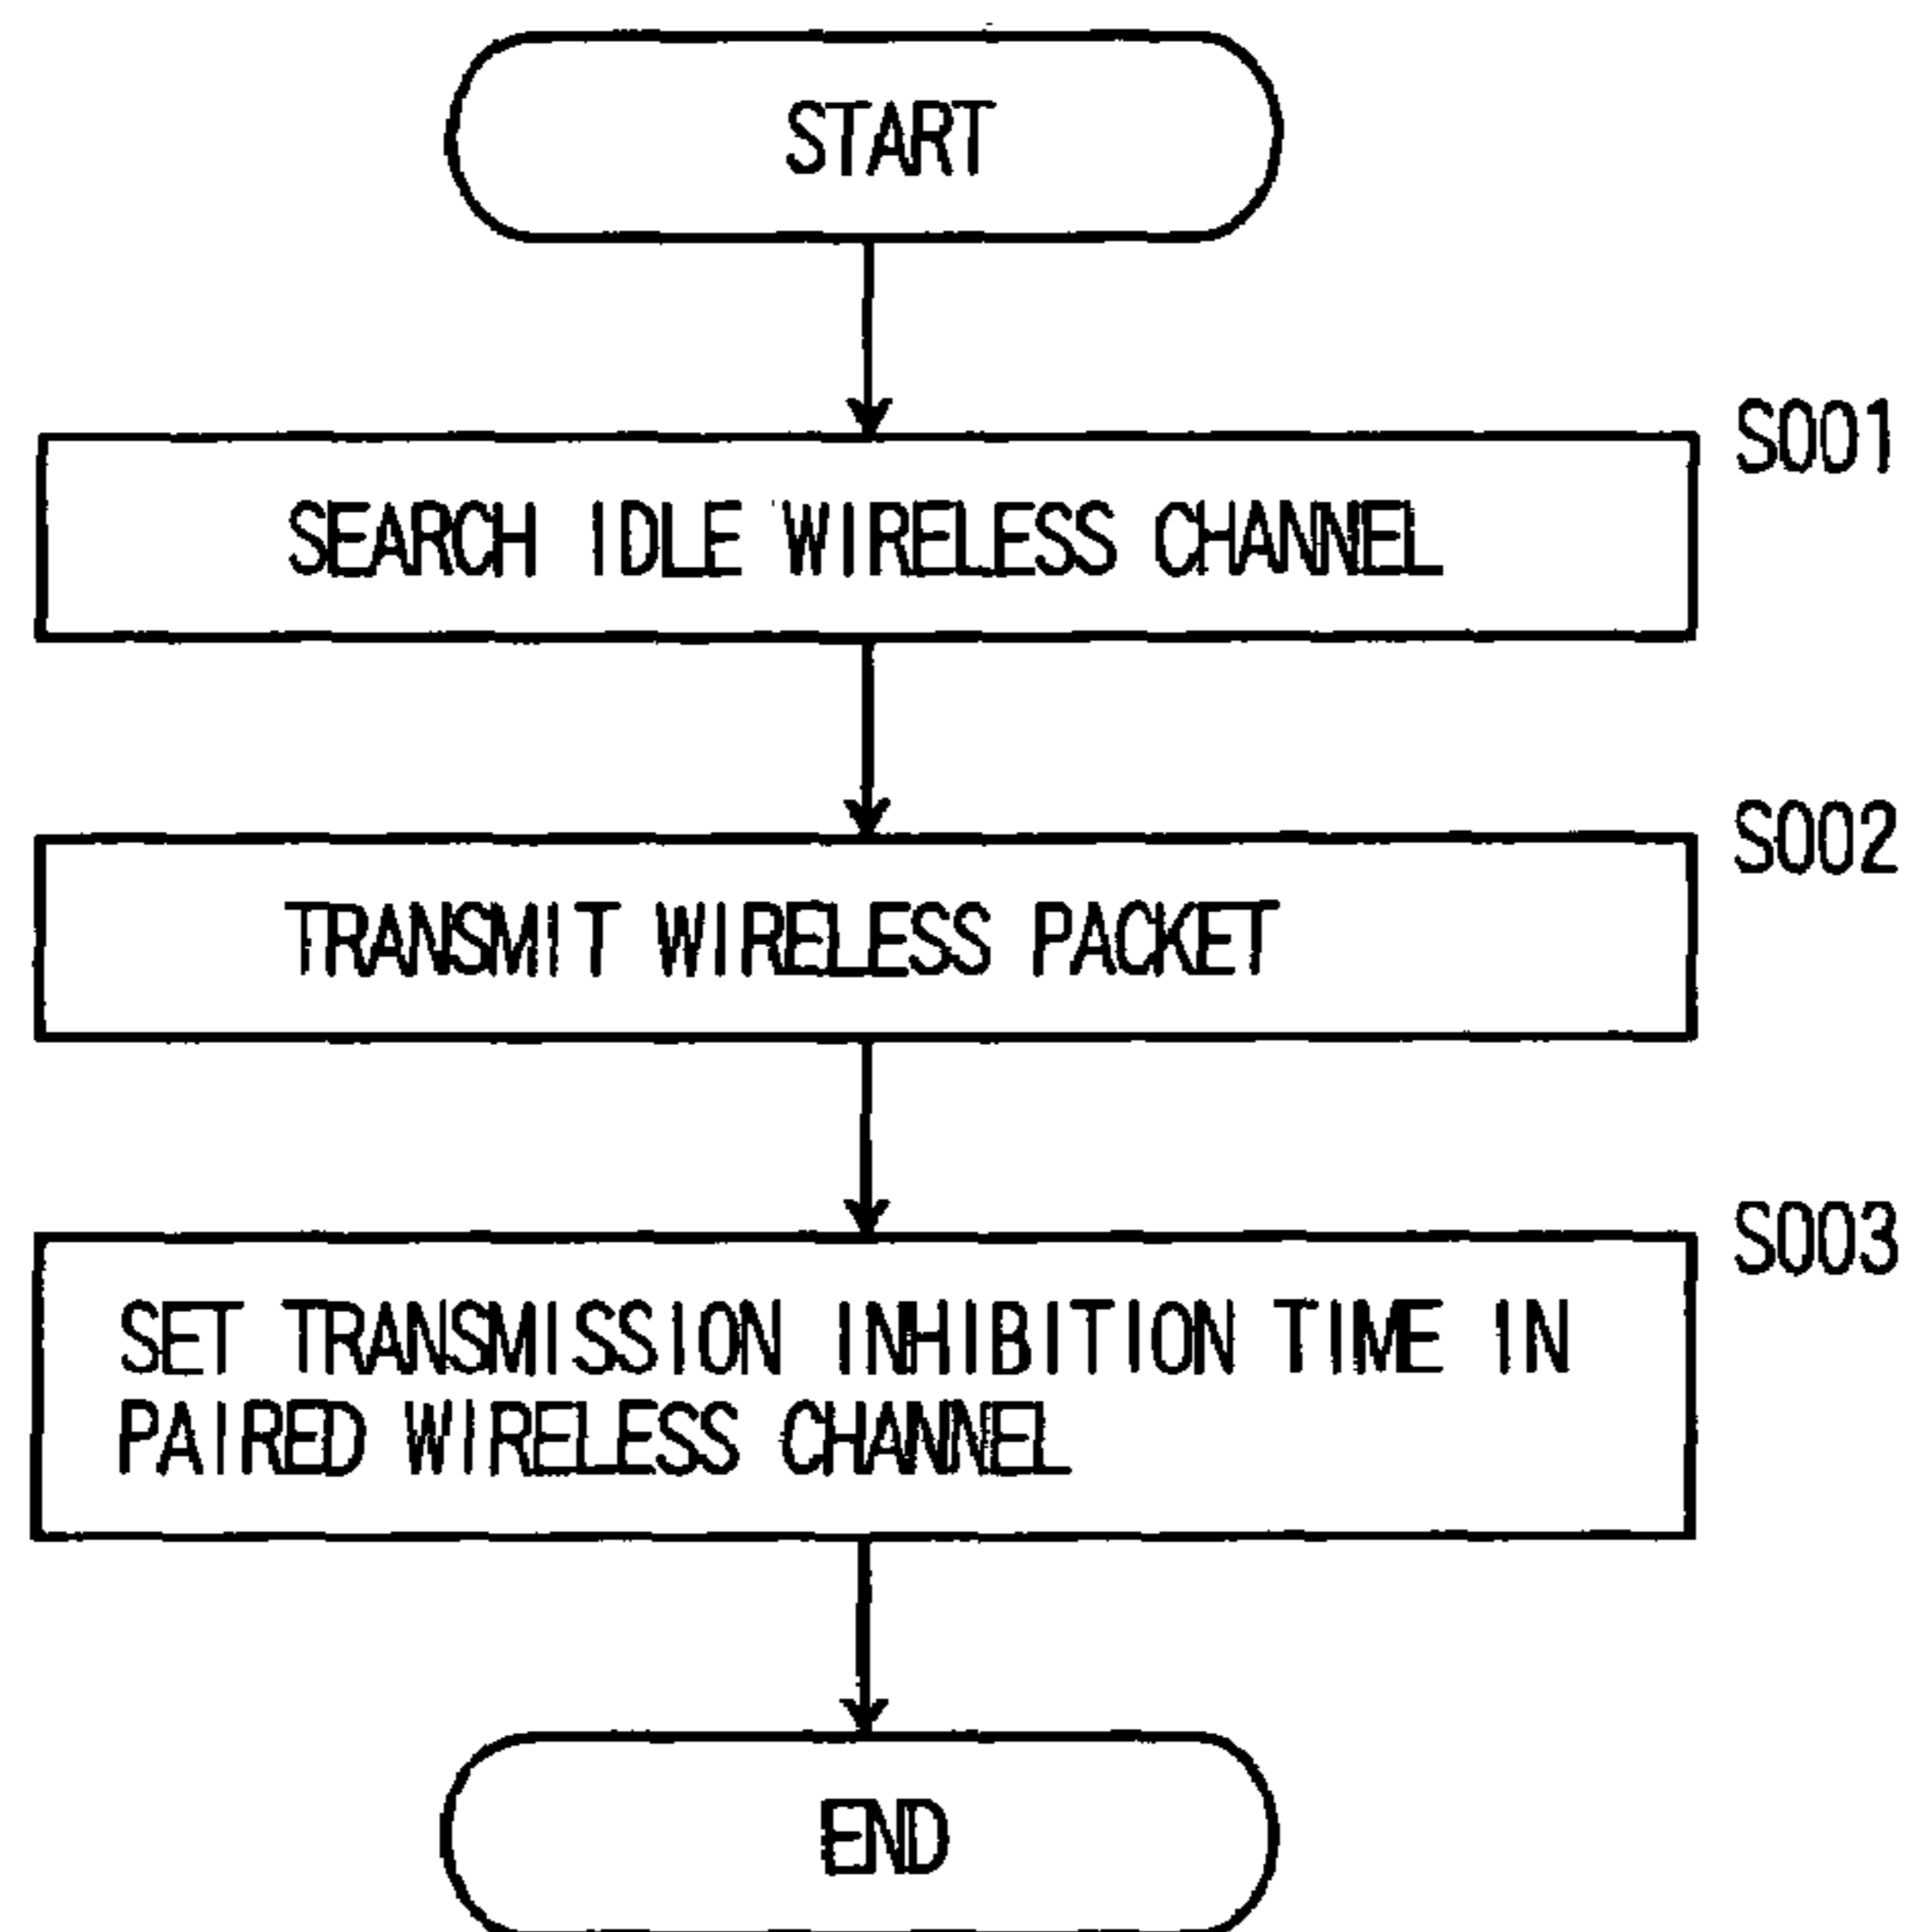 START
S001
SEARCH IDLE WIRELESS CHANNEL
S002
TRANSMIT WIRELESS PACKET
S003
SET TRANSMISSION INHIBITION TIME IN
PAIRED WIRELESS CHANNEL
END